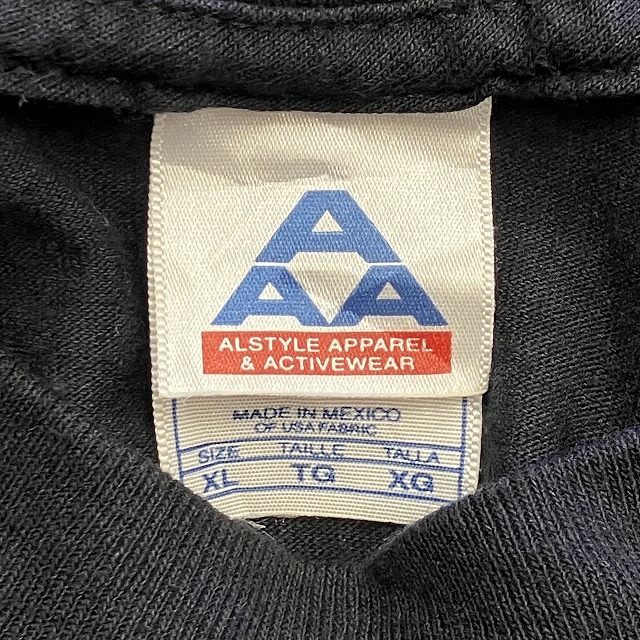 A
A A
ALSTYLE APPAREL
& ACTIVEWEAR
MADE IN MEXICO
OF USA FABRIC
SIZE TAILLE TALLA
XL TG XG